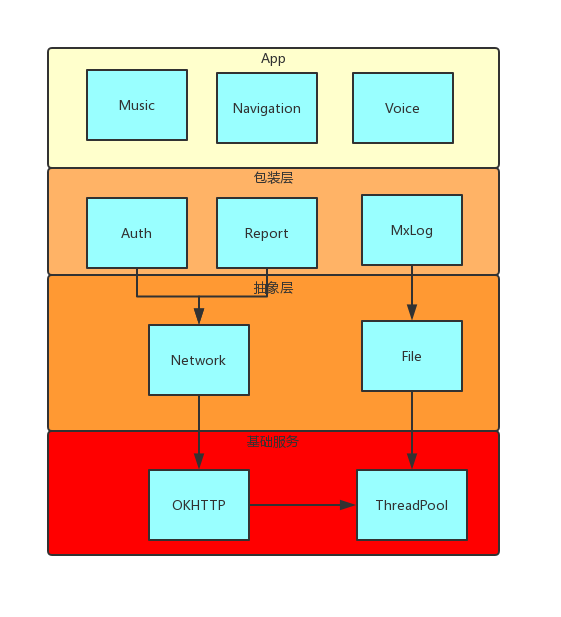 App
Music
Navigation
Voice
包装层
Auth
Report
MxLog
抽象层
Network
File
基础服务
OKHTTP
ThreadPool